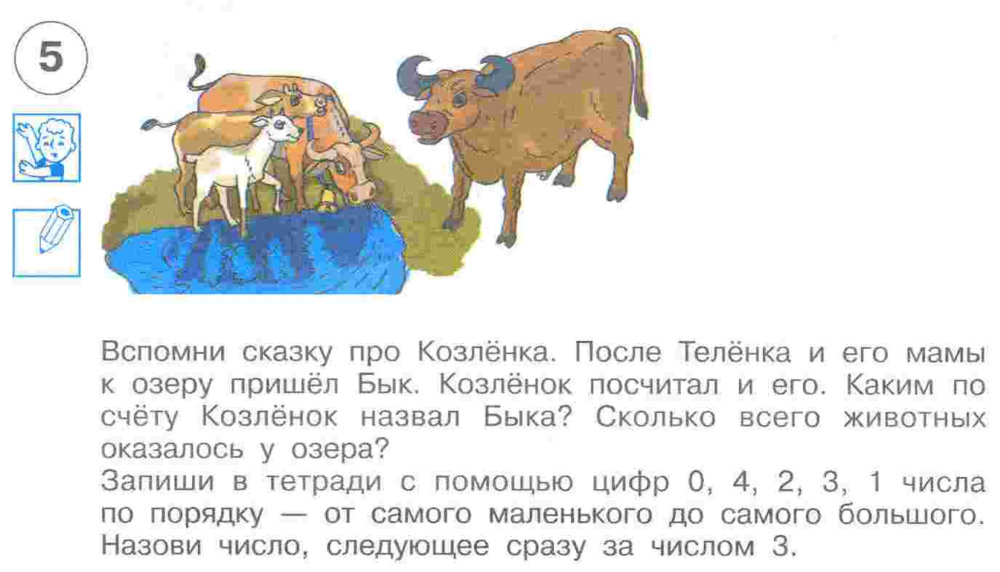 5
Вспомни сказку про Козлёнка. После Телёнка и его мамы
к озеру пришёл Бык. Козлёнок посчитал и его. Каким по
счёту Козлёнок назвал Быка? Сколько всего животных
оказалось у озера?
Запиши в тетради с помощью цифр 0, 4, 2, 3, 1 числа
по порядку — от самого маленького до самого большого.
Назови число, следующее сразу за числом 3.